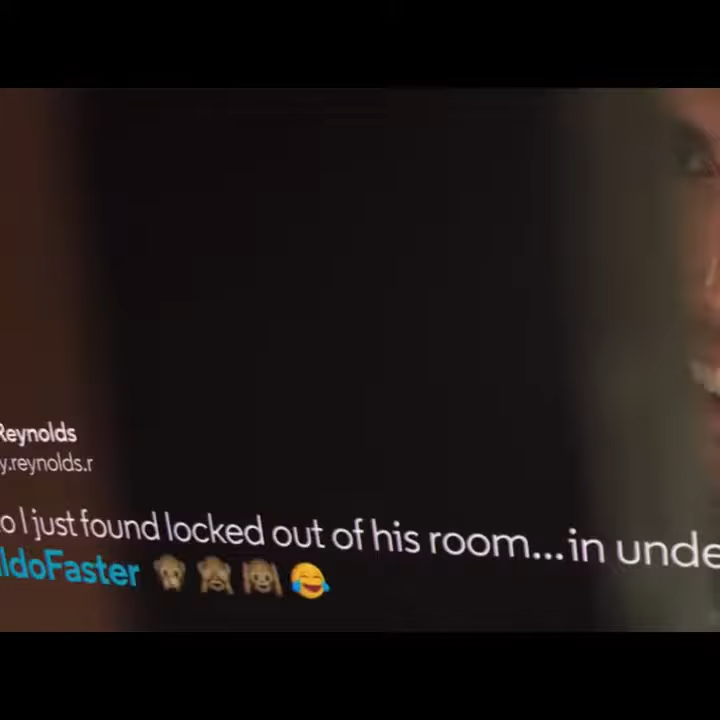 Reynolds
y.reynolds.r
o I just found locked out of his room...in unde
ldoFaster 🙊🙈🙉😂